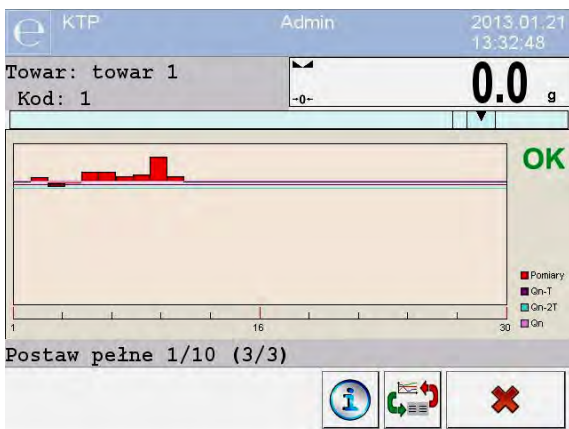 e KTP Admin 2013.01.21
13:32:48
Towar: towar 1
Kod: 1
→0← 0.0 g
OK
Pomiary
Qn-T
Qn-2T
Qn
1 16 30
Postaw pełne 1/10 (3/3)